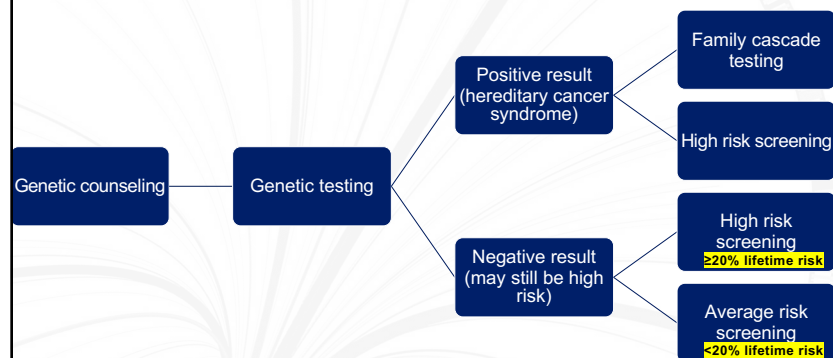 Genetic counseling
Genetic testing
Positive result
(hereditary cancer
syndrome)
Family cascade
testing
High risk screening
Negative result
(may still be high
risk)
High risk
screening
≥20% lifetime risk
Average risk
screening
<20% lifetime risk